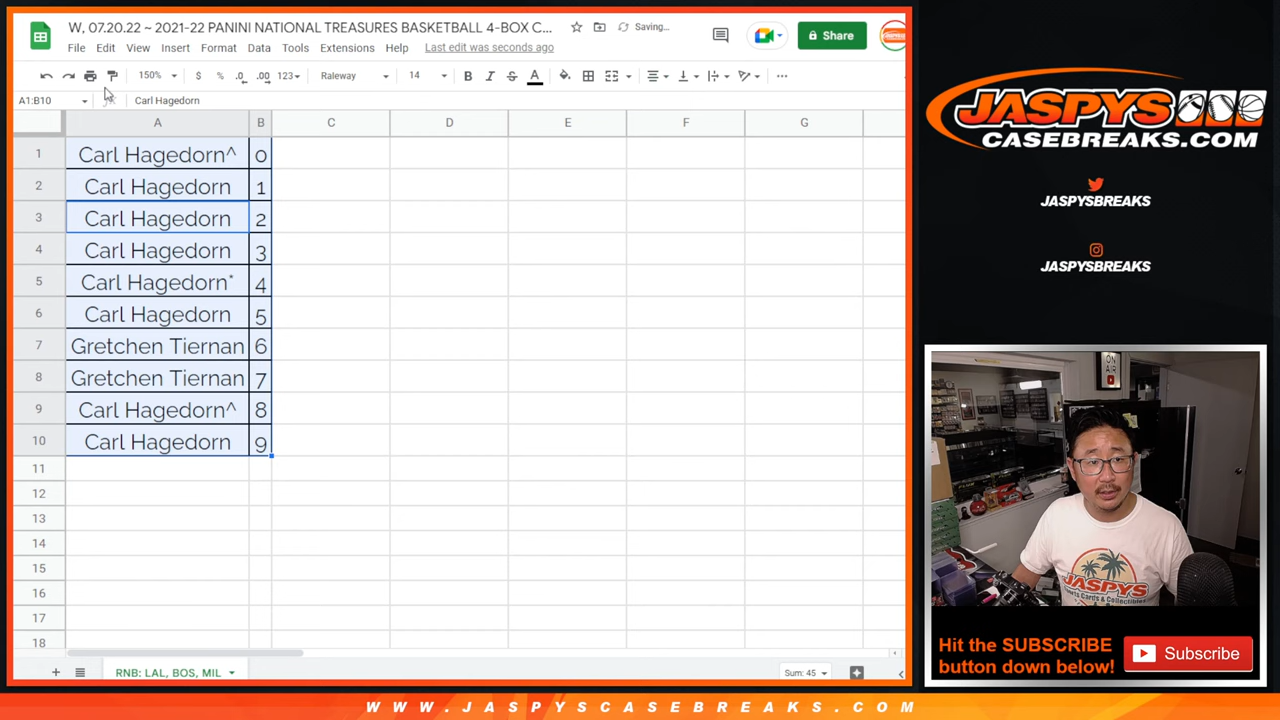 W, 07.20.22 ~ 2021-22 PANINI NATIONAL TREASURES BASKETBALL 4-BOX C...
Saving...
Share
File Edit View Insert Format Data Tools Extensions Help Last edit was seconds ago
150% $ % .0 .00 123 Raleway 14 B I S A ...
A1:B10 fx Carl Hagedorn
A B C D E F G
1 Carl Hagedorn^ 0
2 Carl Hagedorn 1
3 Carl Hagedorn 2
4 Carl Hagedorn 3
5 Carl Hagedorn* 4
6 Carl Hagedorn 5
7 Gretchen Tiernan 6
8 Gretchen Tiernan 7
9 Carl Hagedorn^ 8
10 Carl Hagedorn 9
11
12
13
14
15
16
17
18
RNB: LAL, BOS, MIL
Sum: 45
JASPYS
CASEBREAKS.COM
JASPYSBREAKS
JASPYSBREAKS
ON
AIR
JASPYS
Hit the SUBSCRIBE
button down below!
Subscribe
WWW.JASPYSCASEBREAKS.COM